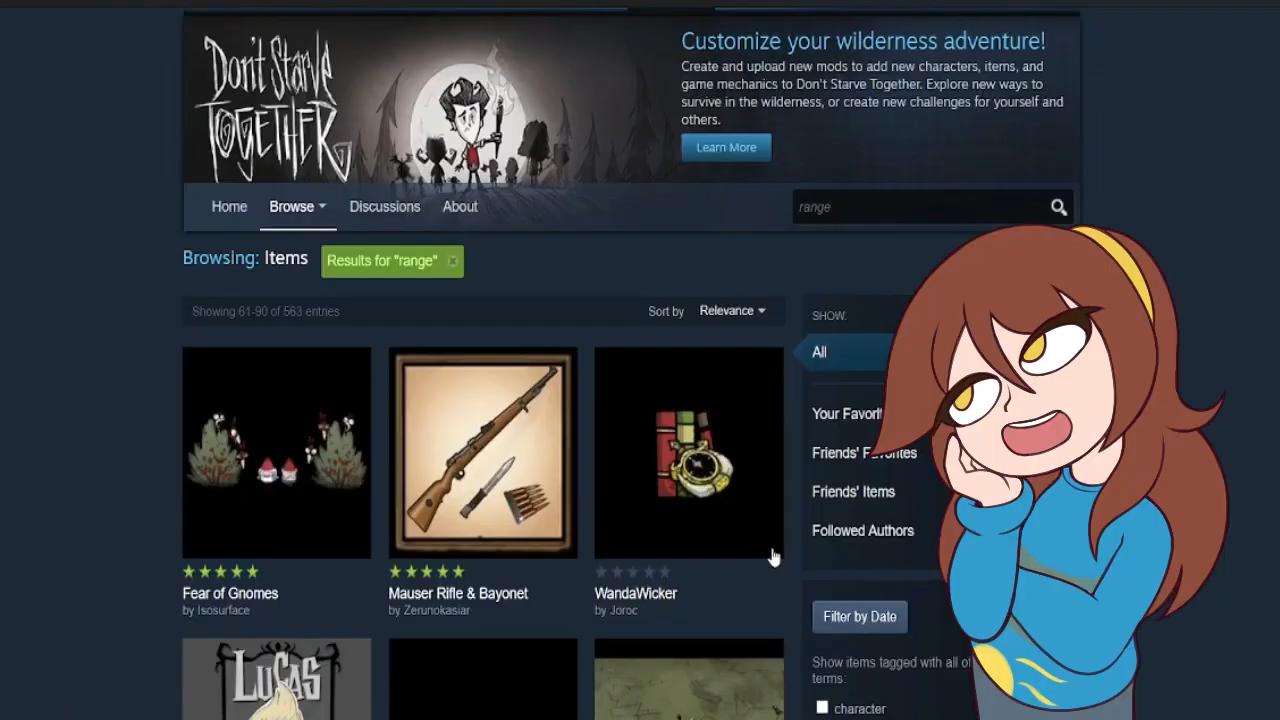 Don't Starve
TOGETHER
Customize your wilderness adventure!
Create and upload new mods to add new characters, items, and
game mechanics to Don't Starve Together. Explore new ways to
survive in the wilderness, or create new challenges for yourself and
others.
Learn More
Home
Browse
Discussions
About
range
Browsing: Items
Results for "range" x
Showing 61-90 of 563 entries
Sort by
Relevance
SHOW:
All
Your Favori
Friends' Favorites
Friends' Items
Followed Authors
Fear of Gnomes
by Isosurface
Mauser Rifle & Bayonet
by Zerunokasiar
WandaWicker
by Joroc
LUCAS
Filter by Date
Show items tagged with all of
terms:
character